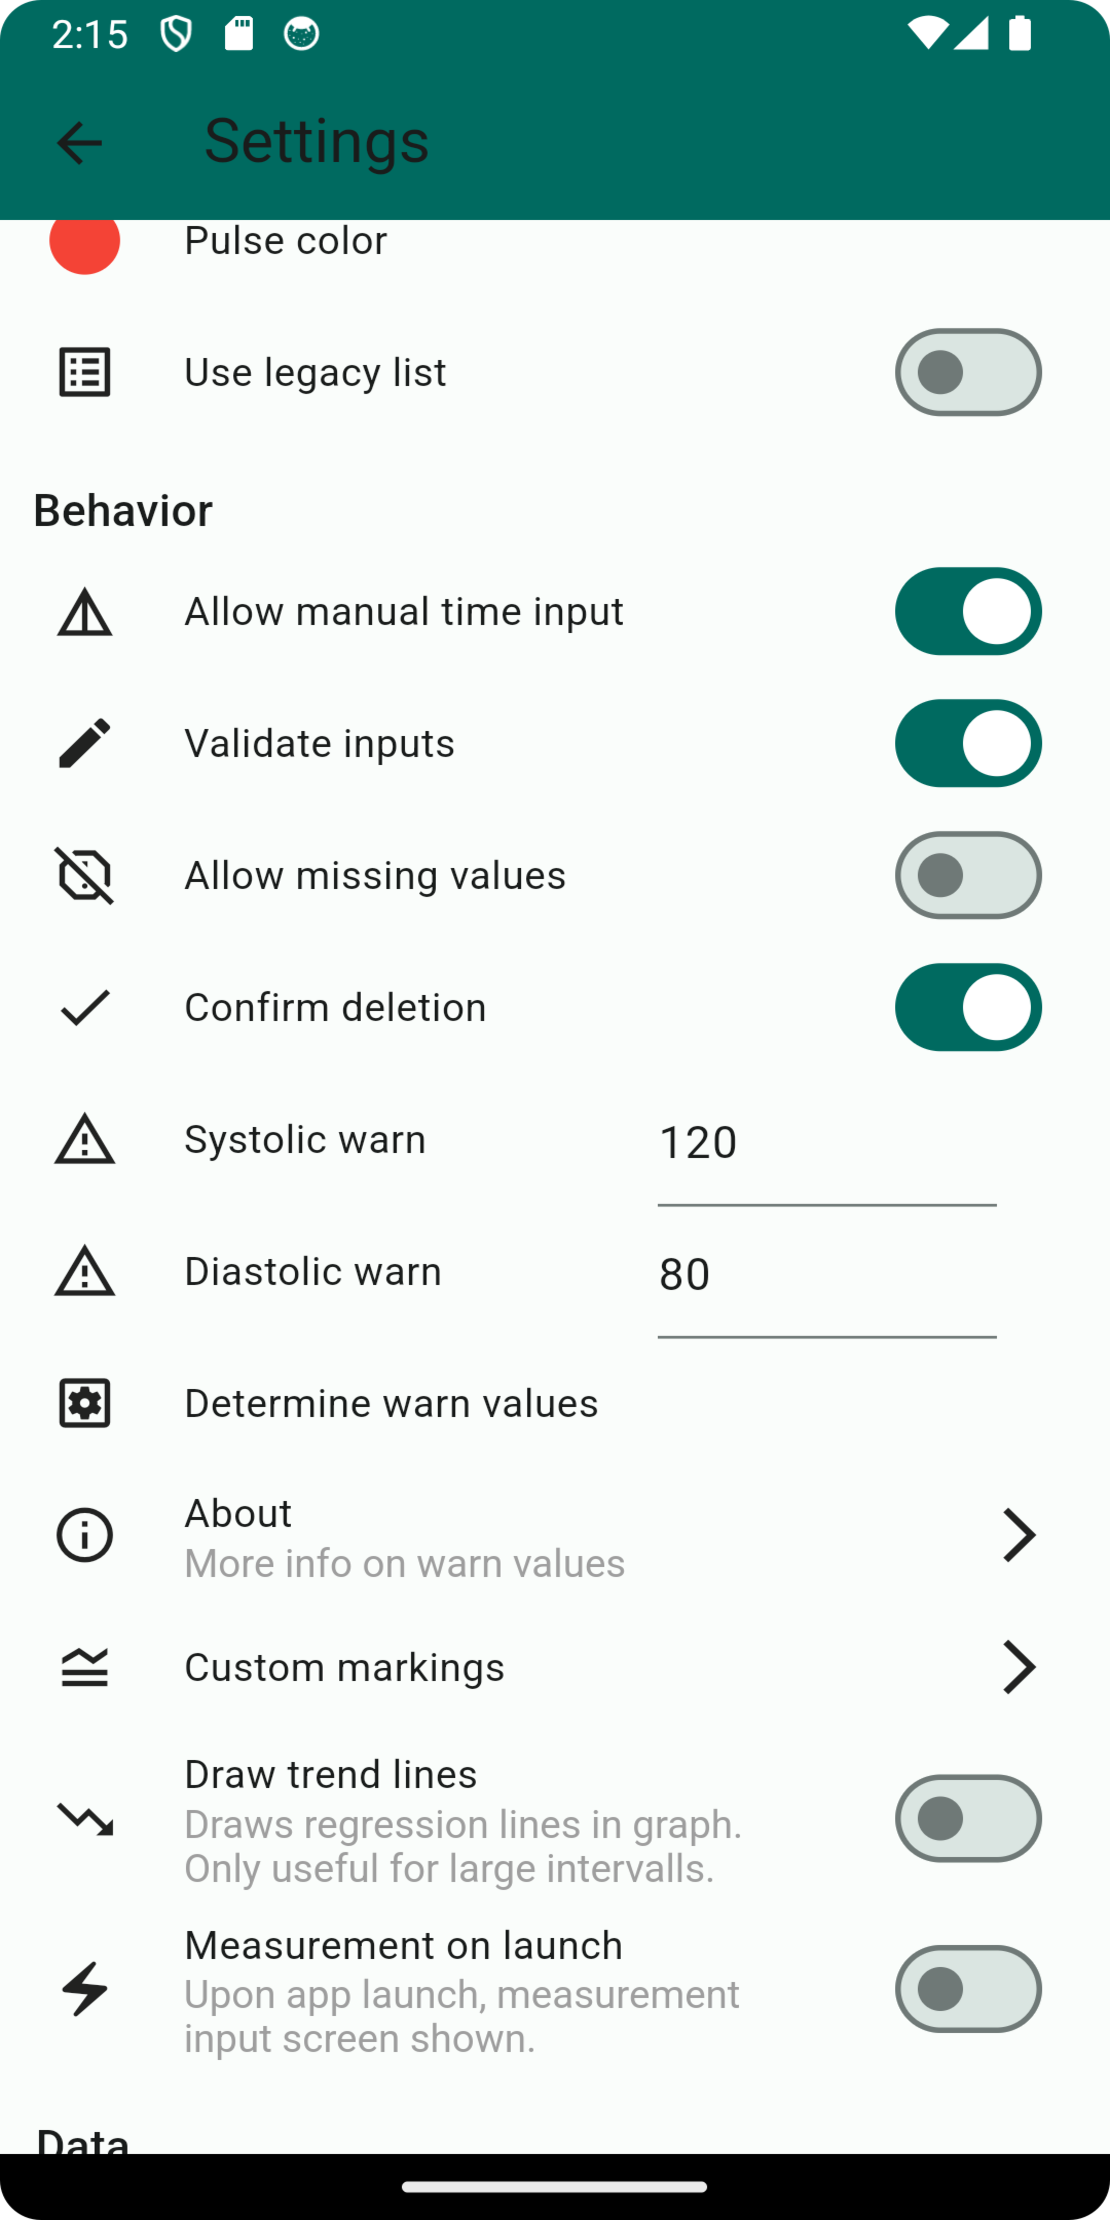 2:15
Settings
Pulse color
Use legacy list
Behavior
Allow manual time input
Validate inputs
Allow missing values
Confirm deletion
Systolic warn
120
Diastolic warn
80
Determine warn values
About
More info on warn values
Custom markings
Draw trend lines
Draws regression lines in graph.
Only useful for large intervalls.
Measurement on launch
Upon app launch, measurement
input screen shown.
Data